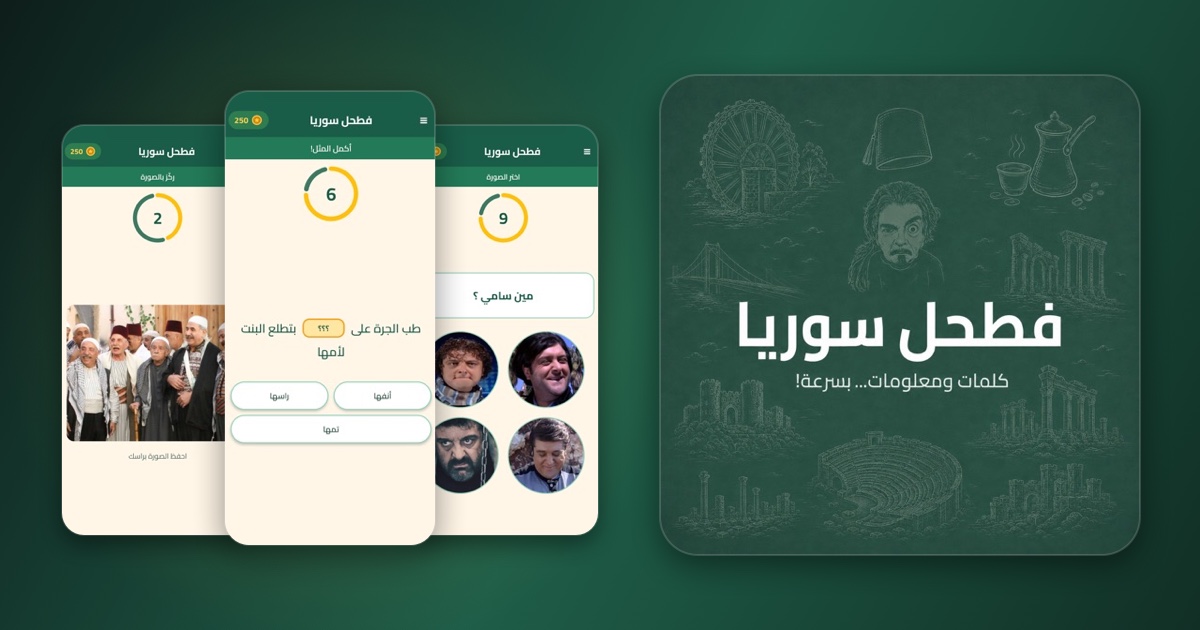 فطحل سوريا
250
ركّز بالصورة
2
احفظ الصورة براسك
فطحل سوريا
250
أكمل المثل!
6
طب الجرة على ؟؟؟ بتطلع البنت
لأمها
أنفها
راسها
تمها
فطحل سوريا
اختر الصورة
9
مين سامي ؟
فطحل سوريا
كلمات ومعلومات... بسرعة!